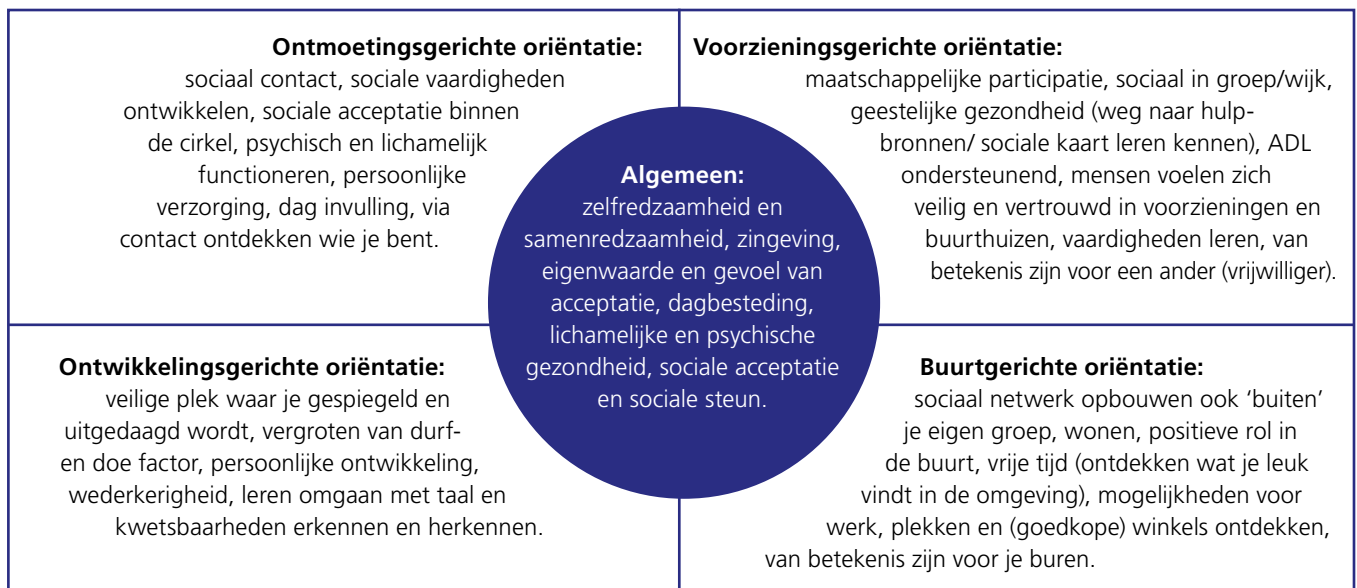 Ontmoetingsgerichte oriëntatie:
sociaal contact, sociale vaardigheden
ontwikkelen, sociale acceptatie binnen
de cirkel, psychisch en lichamelijk
functioneren, persoonlijke
verzorging, dag invulling, via
contact ontdekken wie je bent.
Voorzieningsgerichte oriëntatie:
maatschappelijke participatie, sociaal in groep/wijk,
geestelijke gezondheid (weg naar hulp-
bronnen/ sociale kaart leren kennen), ADL
ondersteunend, mensen voelen zich
veilig en vertrouwd in voorzieningen en
buurthuizen, vaardigheden leren, van
betekenis zijn voor een ander (vrijwilliger).
Algemeen:
zelfredzaamheid en
samenredzaamheid, zingeving,
eigenwaarde en gevoel van
acceptatie, dagbesteding,
lichamelijke en psychische
gezondheid, sociale acceptatie
en sociale steun.
Ontwikkelingsgerichte oriëntatie:
veilige plek waar je gespiegeld en
uitgedaagd wordt, vergroten van durf-
en doe factor, persoonlijke ontwikkeling,
wederkerigheid, leren omgaan met taal en
kwetsbaarheden erkennen en herkennen.
Buurtgerichte oriëntatie:
sociaal netwerk opbouwen ook ‘buiten’
je eigen groep, wonen, positieve rol in
de buurt, vrije tijd (ontdekken wat je leuk
vindt in de omgeving), mogelijkheden voor
werk, plekken en (goedkope) winkels ontdekken,
van betekenis zijn voor je buren.